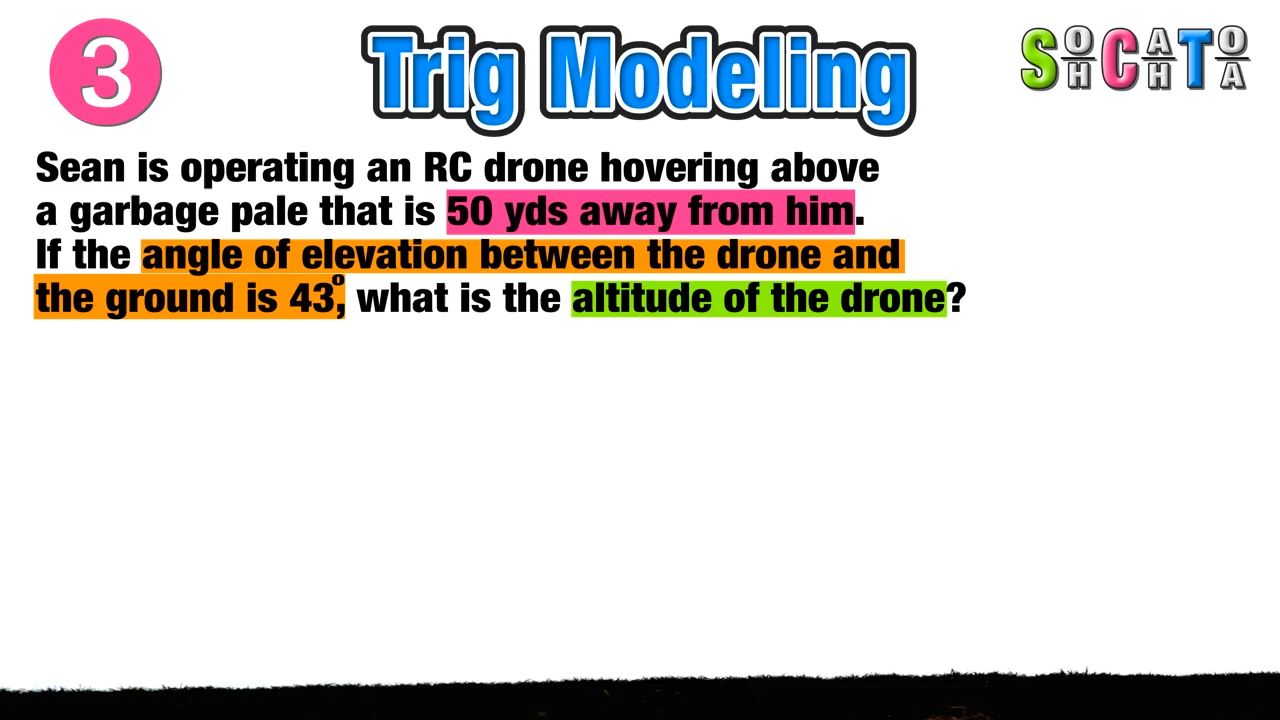 3
Trig Modeling
S O H C A H T O A
Sean is operating an RC drone hovering above
a garbage pale that is 50 yds away from him.
If the angle of elevation between the drone and
the ground is 43°, what is the altitude of the drone?